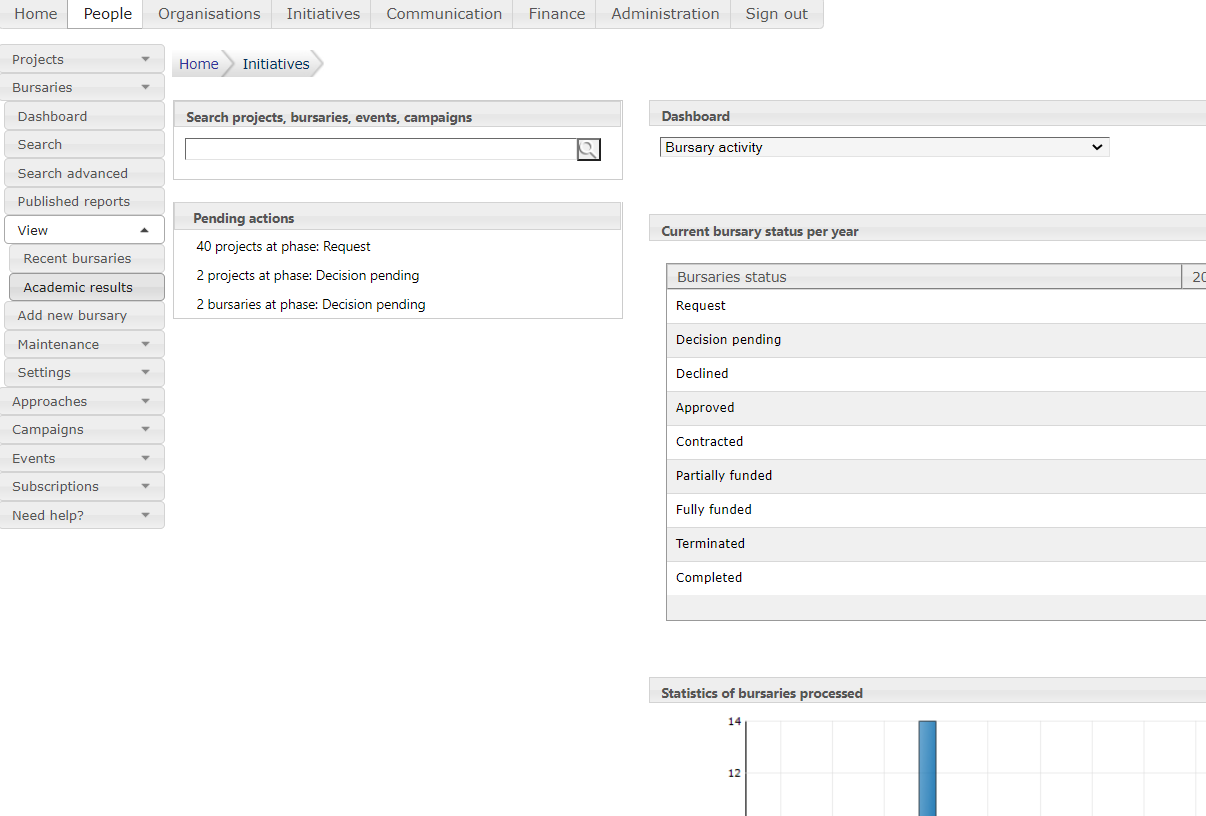 Home People Organisations Initiatives Communication Finance Administration Sign out
Projects
Bursaries
Dashboard
Search
Search advanced
Published reports
View
Recent bursaries
Academic results
Add new bursary
Maintenance
Settings
Approaches
Campaigns
Events
Subscriptions
Need help?
Home Initiatives
Search projects, bursaries, events, campaigns
Pending actions
40 projects at phase: Request
2 projects at phase: Decision pending
2 bursaries at phase: Decision pending
Dashboard
Bursary activity
Current bursary status per year
Bursaries status
Request
Decision pending
Declined
Approved
Contracted
Partially funded
Fully funded
Terminated
Completed
Statistics of bursaries processed
14
12